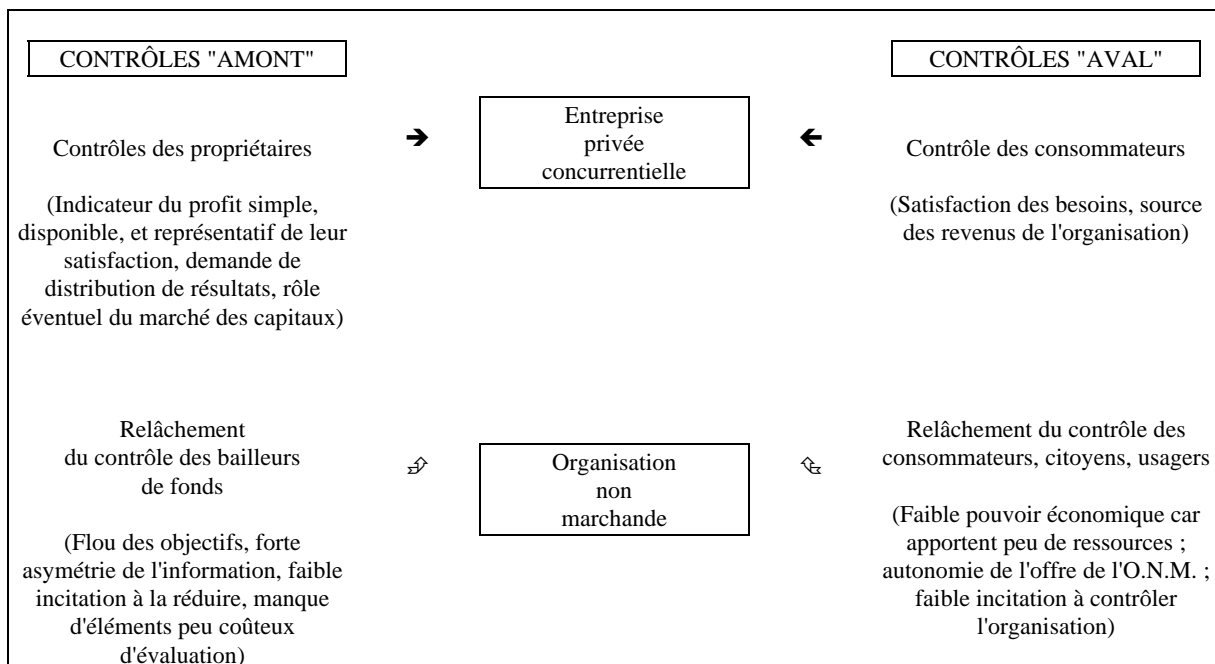 CONTRÔLES "AMONT"
CONTRÔLES "AVAL"
Contrôles des propriétaires
(Indicateur du profit simple,
disponible, et représentatif de leur
satisfaction, demande de
distribution de résultats, rôle
éventuel du marché des capitaux)
Entreprise
privée
concurrentielle
Contrôle des consommateurs
(Satisfaction des besoins, source
des revenus de l'organisation)
Relâchement
du contrôle des bailleurs
de fonds
(Flou des objectifs, forte
asymétrie de l'information, faible
incitation à la réduire, manque
d'éléments peu coûteux
d'évaluation)
Organisation
non
marchande
Relâchement du contrôle des
consommateurs, citoyens, usagers
(Faible pouvoir économique car
apportent peu de ressources ;
autonomie de l'offre de l'O.N.M. ;
faible incitation à contrôler
l'organisation)